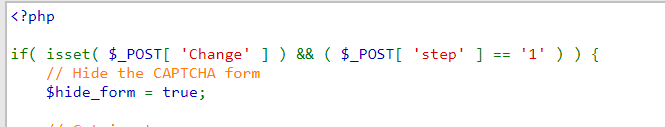 <?php
if( isset( $_POST[ 'Change' ] ) && ( $_POST[ 'step' ] == '1' ) ) {
// Hide the CAPTCHA form
$hide_form = true;